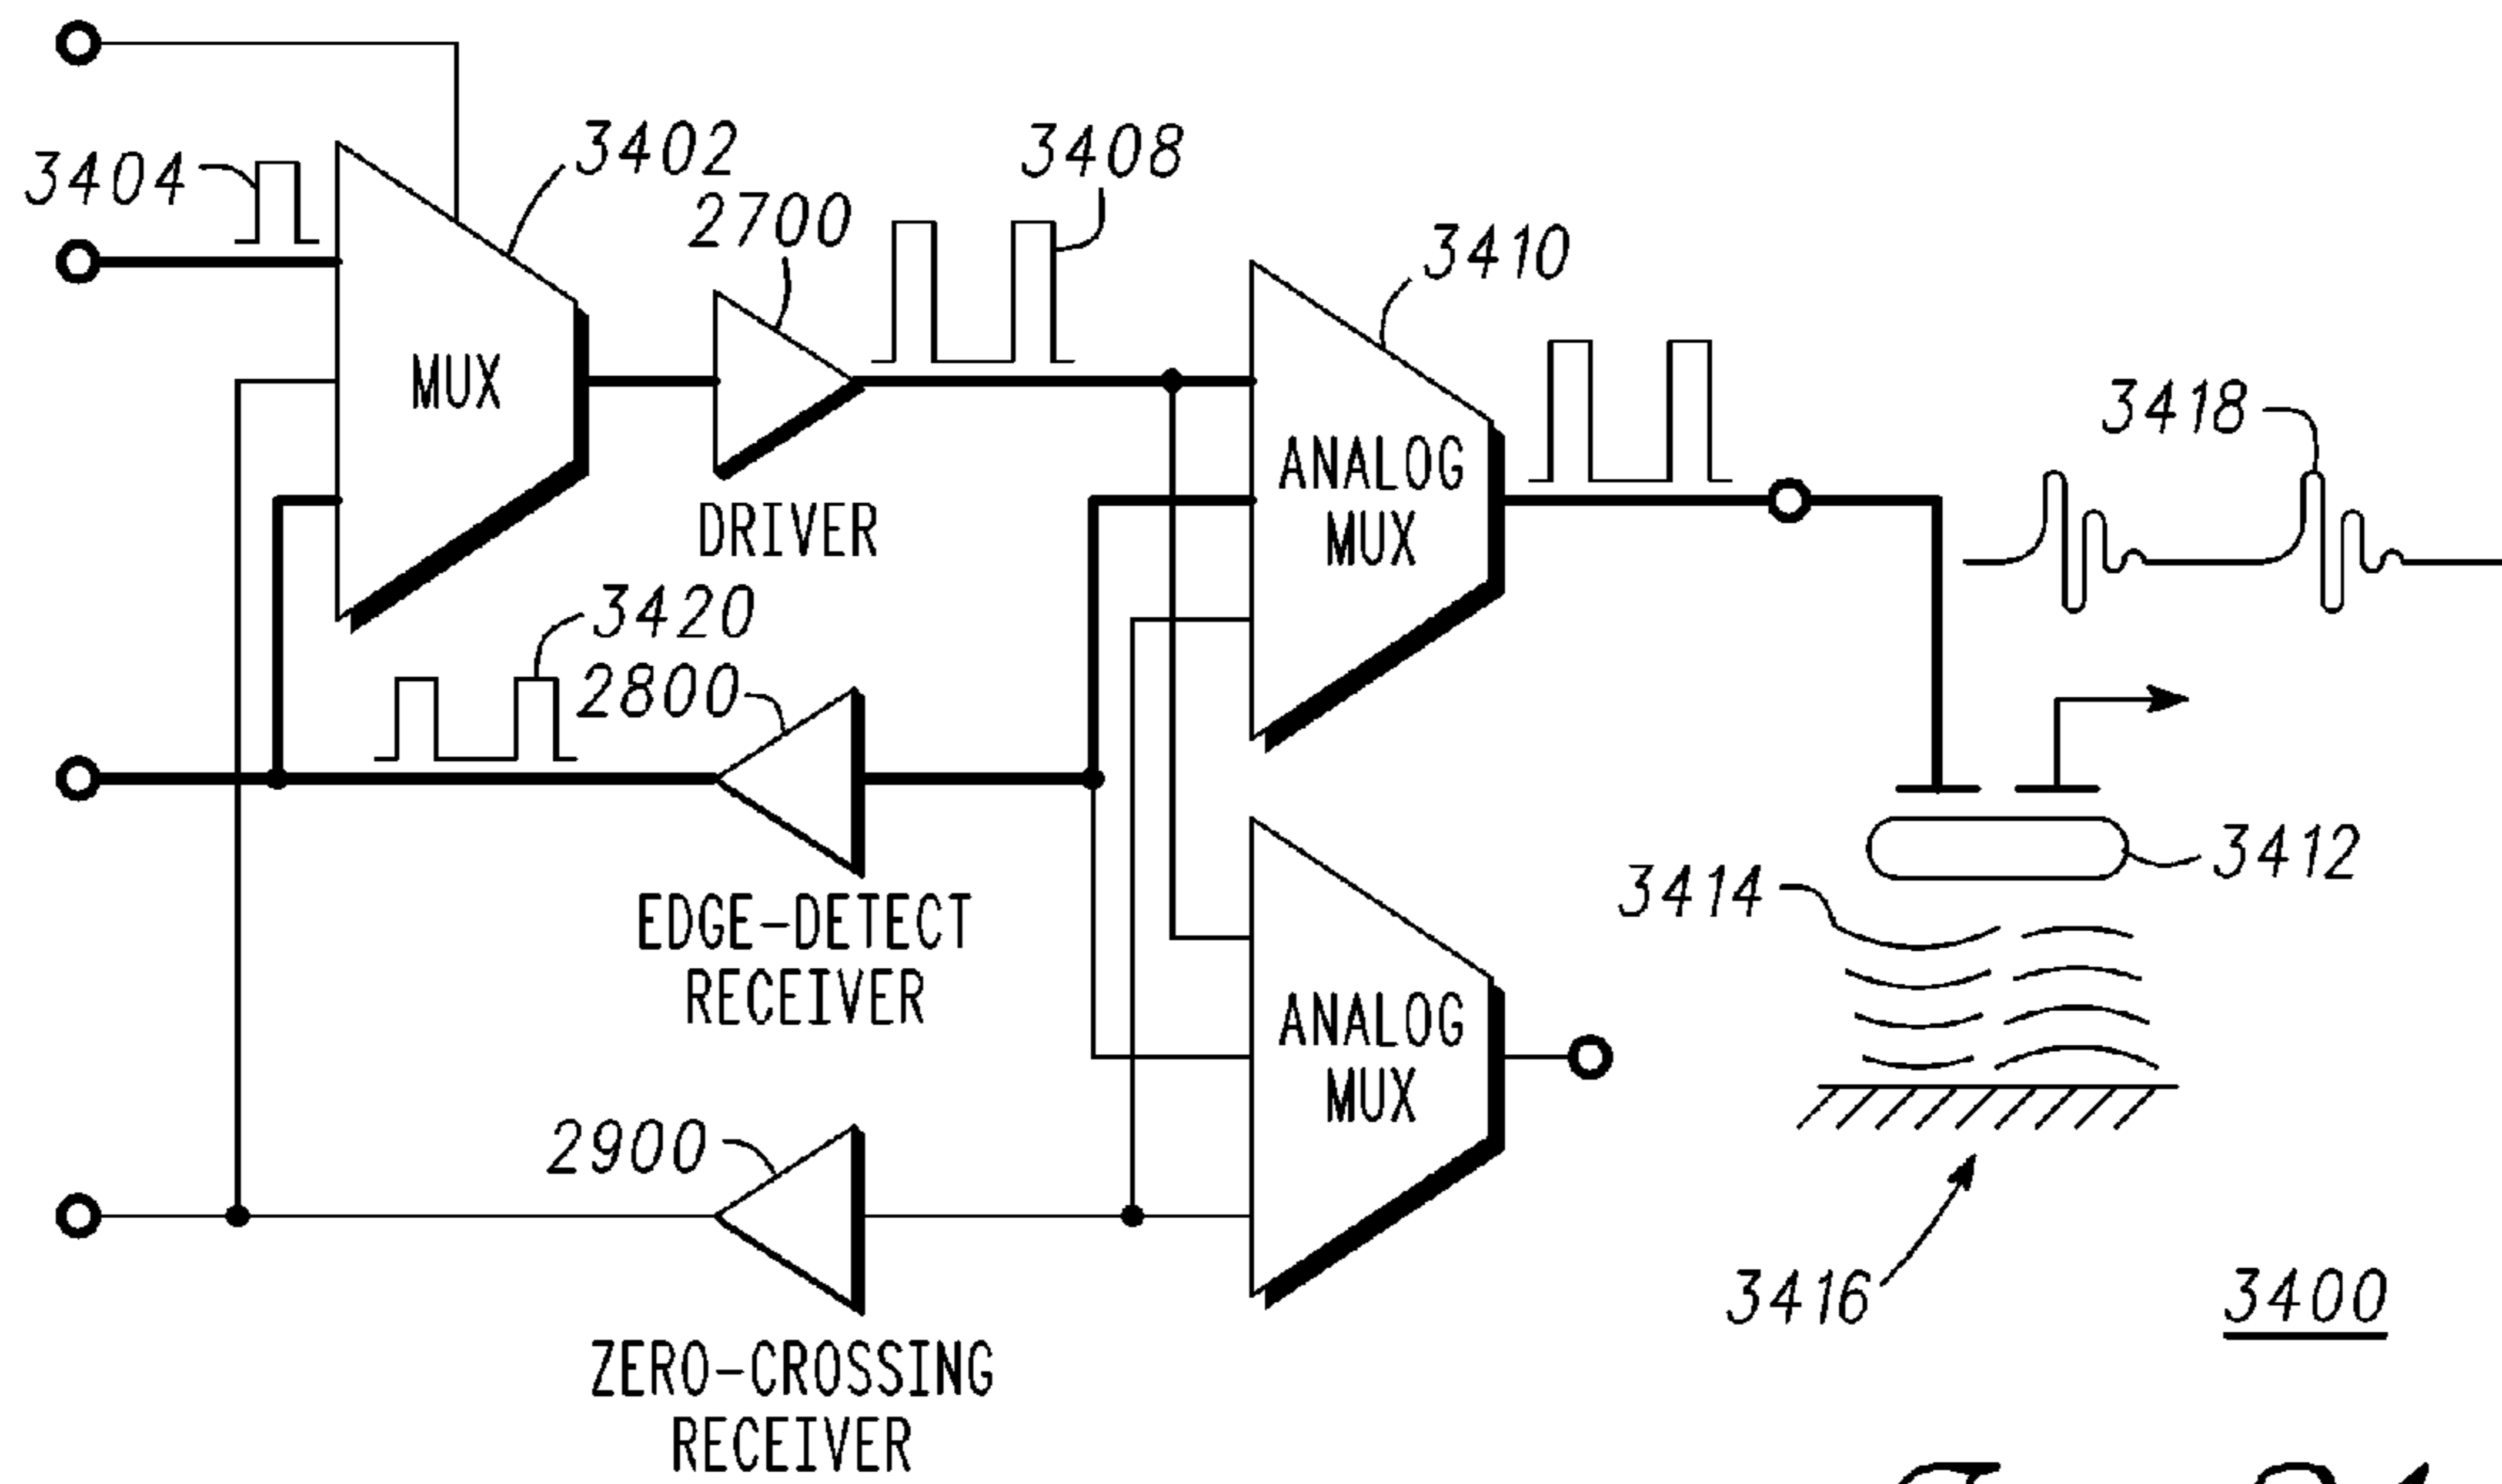 3404
3402
2700
3408
3410
MUX
DRIVER
ANALOG
MUX
3418
3420
2800
EDGE-DETECT
RECEIVER
3414
3412
ANALOG
MUX
2900
3416
3400
ZERO-CROSSING
RECEIVER